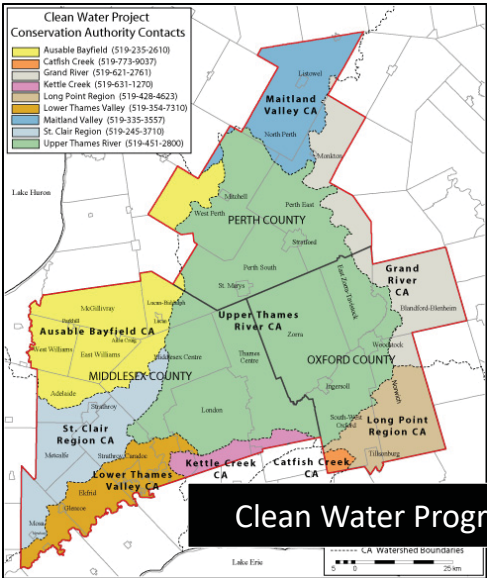 Clean Water Project
Conservation Authority Contacts
Ausable Bayfield (519-235-2610)
Catfish Creek (519-773-9037)
Grand River (519-621-2761)
Kettle Creek (519-631-1270)
Long Point Region (519-428-4623)
Lower Thames Valley (519-354-7310)
Maitland Valley (519-335-3557)
St. Clair Region (519-245-3710)
Upper Thames River (519-451-2800)
Listowel
Maitland
Valley CA
North Perth
Monkton
Lake Huron
Mitchell
West Perth
Perth East
PERTH COUNTY
Stratford
Perth South
Grand
River
CA
St. Marys
East Zorra-Tavistock
Blandford-Blenheim
McGillivray
Lucan-Biddulph
Lucan
Upper Thames
River CA
Ausable Bayfield CA
Ailsa Craig
Zorra
West Williams
East Williams
Middlesex Centre
Thames
Centre
OXFORD COUNTY
Woodstock
MIDDLESEX COUNTY
Adelaide
Ingersoll
Norwich
Strathroy
London
South-West
Oxford
Long Point
Region CA
St. Clair
Region CA
Metcalfe
Strathroy Caradoc
Tillsonburg
Kettle Creek
CA
Catfish Creek
CA
Lower Thames
Valley CA
Ekfrid
Glencoe
Mosa
Clean Water Progr
CA Watershed Boundaries
Lake Erie
5
0
25 km